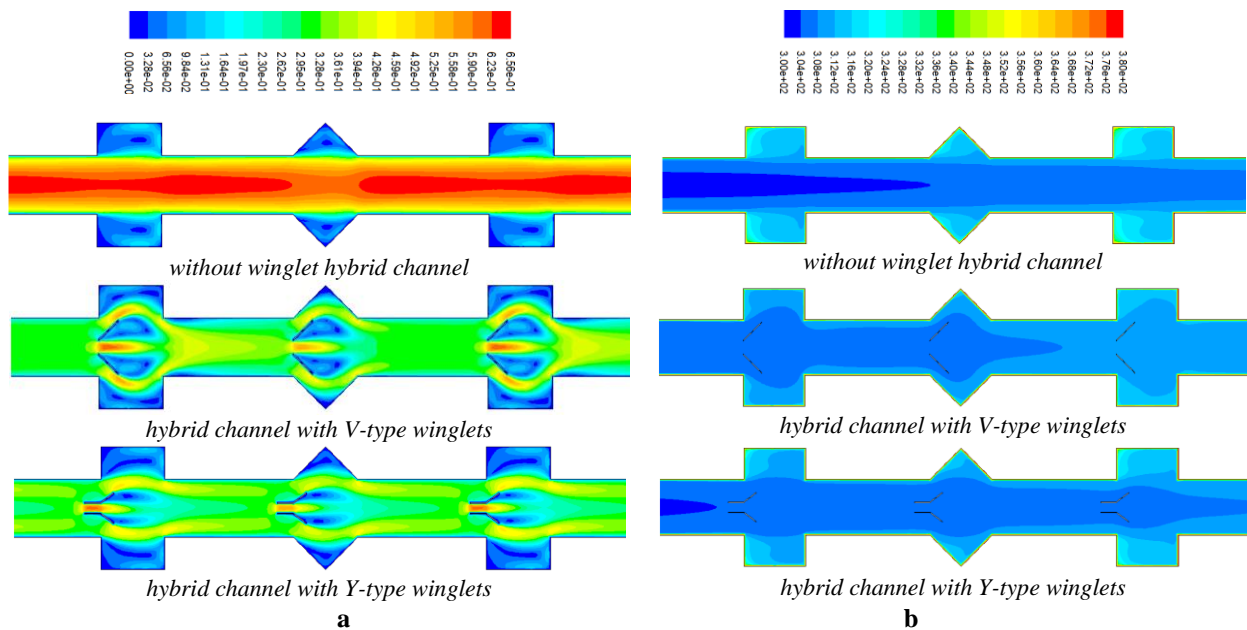 0.00e+00
3.28e-02
6.56e-02
9.84e-02
1.31e-01
1.64e-01
1.97e-01
2.30e-01
2.62e-01
2.95e-01
3.28e-01
3.61e-01
3.94e-01
4.26e-01
4.59e-01
4.92e-01
5.25e-01
5.58e-01
5.90e-01
6.23e-01
6.56e-01
without winglet hybrid channel
hybrid channel with V-type winglets
hybrid channel with Y-type winglets
a
3.00e+02
3.04e+02
3.08e+02
3.12e+02
3.16e+02
3.20e+02
3.24e+02
3.28e+02
3.32e+02
3.36e+02
3.40e+02
3.44e+02
3.48e+02
3.52e+02
3.56e+02
3.60e+02
3.64e+02
3.68e+02
3.72e+02
3.76e+02
3.80e+02
without winglet hybrid channel
hybrid channel with V-type winglets
hybrid channel with Y-type winglets
b